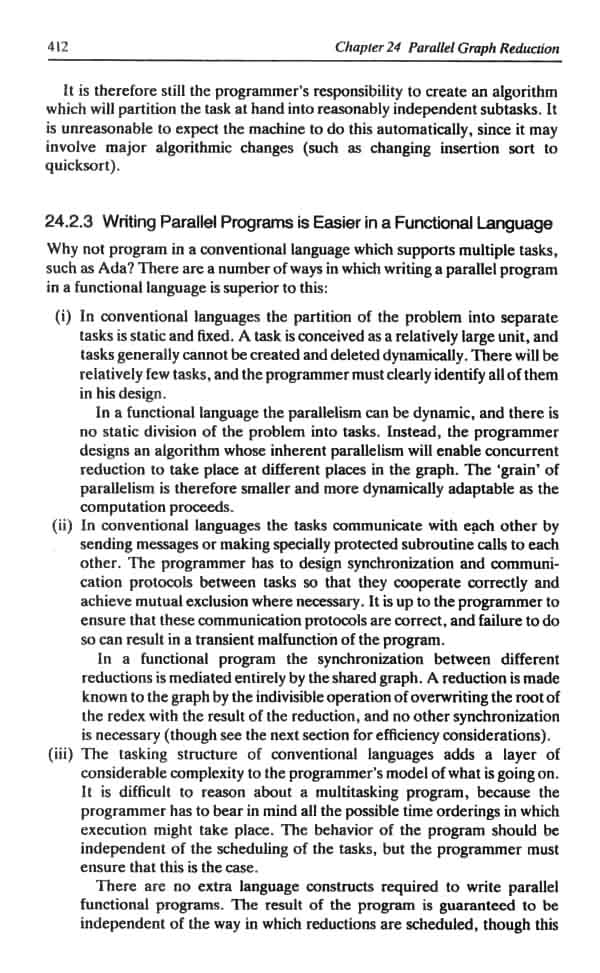 412
Chapter 24 Parallel Graph Reduction
It is therefore still the programmer's responsibility to create an algorithm
which will partition the task at hand into reasonably independent subtasks. It
is unreasonable to expect the machine to do this automatically, since it may
involve major algorithmic changes (such as changing insertion sort to
quicksort).
24.2.3 Writing Parallel Programs is Easier in a Functional Language
Why not program in a conventional language which supports multiple tasks,
such as Ada? There are a number of ways in which writing a parallel program
in a functional language is superior to this:
(i) In conventional languages the partition of the problem into separate
tasks is static and fixed. A task is conceived as a relatively large unit, and
tasks generally cannot be created and deleted dynamically. There will be
relatively few tasks, and the programmer must clearly identify all of them
in his design.
In a functional language the parallelism can be dynamic, and there is
no static division of the problem into tasks. Instead, the programmer
designs an algorithm whose inherent parallelism will enable concurrent
reduction to take place at different places in the graph. The 'grain' of
parallelism is therefore smaller and more dynamically adaptable as the
computation proceeds.
(ii) In conventional languages the tasks communicate with each other by
sending messages or making specially protected subroutine calls to each
other. The programmer has to design synchronization and communi-
cation protocols between tasks so that they cooperate correctly and
achieve mutual exclusion where necessary. It is up to the programmer to
ensure that these communication protocols are correct, and failure to do
so can result in a transient malfunction of the program.
In a functional program the synchronization between different
reductions is mediated entirely by the shared graph. A reduction is made
known to the graph by the indivisible operation of overwriting the root of
the redex with the result of the reduction, and no other synchronization
is necessary (though see the next section for efficiency considerations).
(iii) The tasking structure of conventional languages adds a layer of
considerable complexity to the programmer's model of what is going on.
It is difficult to reason about a multitasking program, because the
programmer has to bear in mind all the possible time orderings in which
execution might take place. The behavior of the program should be
independent of the scheduling of the tasks, but the programmer must
ensure that this is the case.
There are no extra language constructs required to write parallel
functional programs. The result of the program is guaranteed to be
independent of the way in which reductions are scheduled, though this